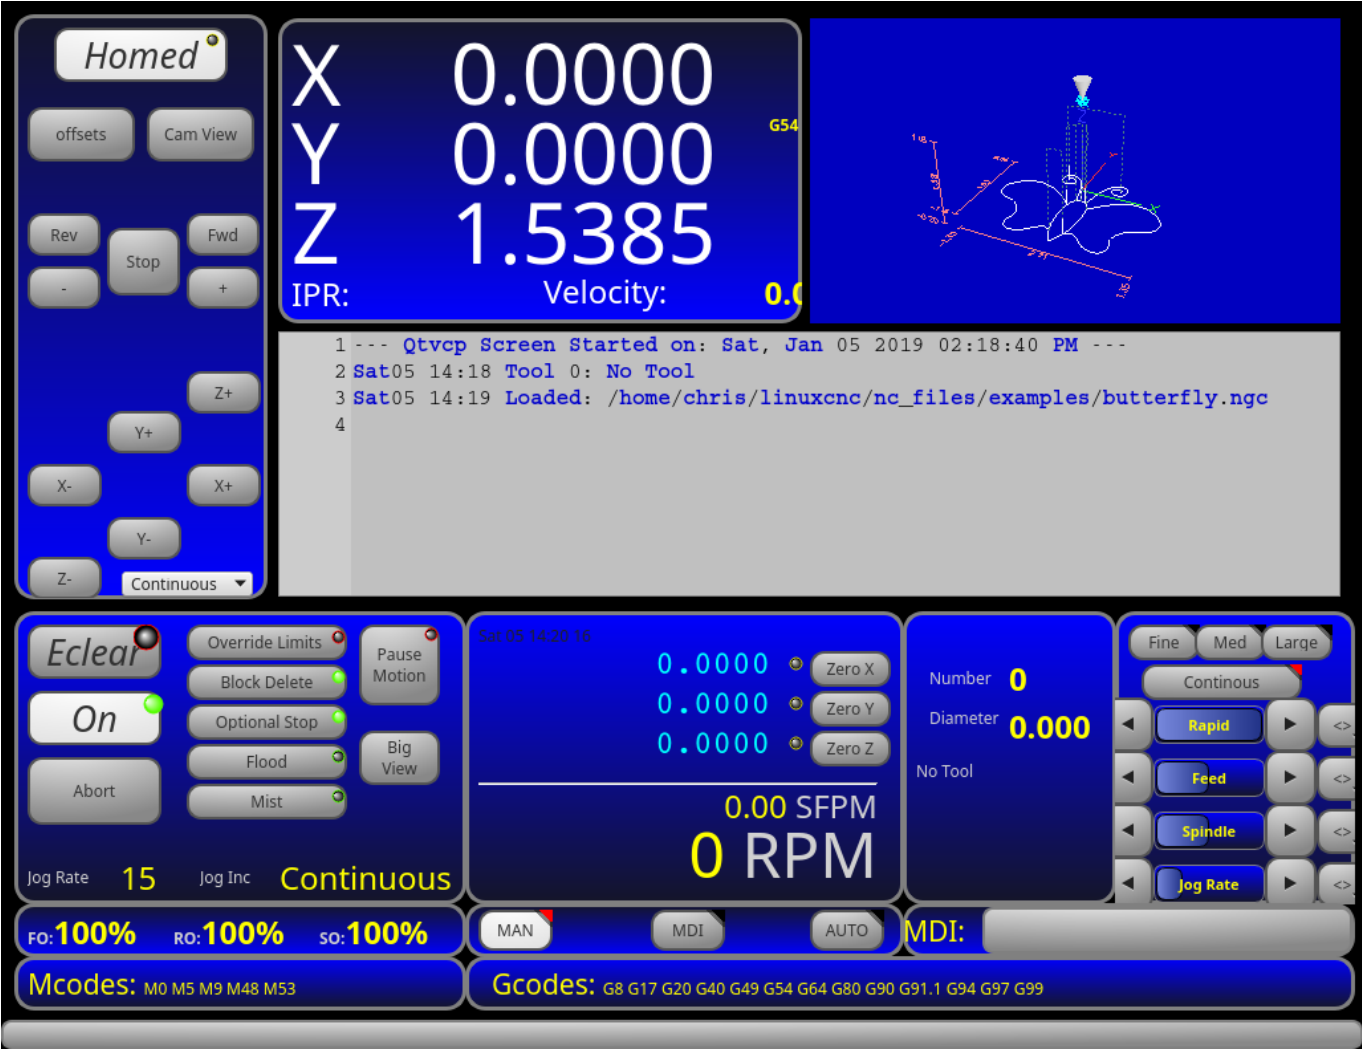 Homed
offsets Cam View
Rev Fwd
Stop
- +
Z+
Y+
X- X+
Y-
Z- Continuous
X 0.0000
Y 0.0000
G54
Z 1.5385
IPR: Velocity: 0.0
X
1 --- Qtvcp Screen Started on: Sat, Jan 05 2019 02:18:40 PM ---
2 Sat05 14:18 Tool 0: No Tool
3 Sat05 14:19 Loaded: /home/chris/linuxcnc/nc_files/examples/butterfly.ngc
4
Eclear
On
Abort
Override Limits
Block Delete
Optional Stop
Flood
Mist
Pause
Motion
Big
View
Jog Rate 15 Jog Inc Continuous
0.0000 Zero X
0.0000 Zero Y
0.0000 Zero Z
0.00 SFPM
0 RPM
Number 0
Diameter 0.000
No Tool
Fine Med Large
Continous
Rapid <>
Feed <>
Spindle <>
Jog Rate <>
FO:100% RO:100% SO:100%
MAN MDI AUTO
MDI:
Mcodes: M0 M5 M9 M48 M53
Gcodes: G8 G17 G20 G40 G49 G54 G64 G80 G90 G91.1 G94 G97 G99